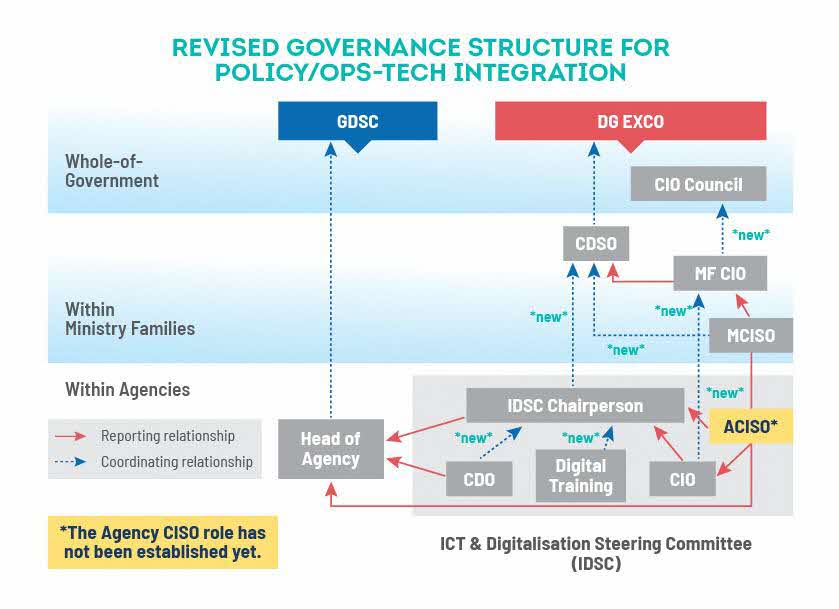 REVISED GOVERNANCE STRUCTURE FOR
POLICY/OPS-TECH INTEGRATION
GDSC
DG EXCO
Whole-of-
Government
CIO Council
CDSO
*new*
MF CIO
Within
Ministry Families
*new*
*new*
MCISO
*new*
Within Agencies
IDSC Chairperson
*new*
ACISO*
Reporting relationship
Coordinating relationship
Head of
Agency
*new*
*new*
CDO
Digital
Training
CIO
*The Agency CISO role has
not been established yet.
ICT & Digitalisation Steering Committee
(IDSC)